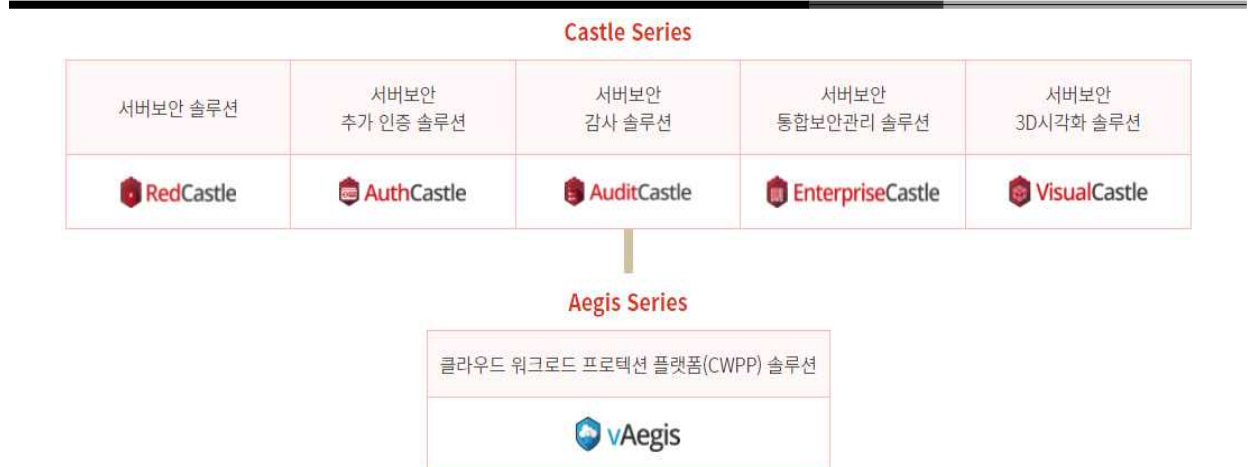 Castle Series
서버보안 솔루션
서버보안
추가 인증 솔루션
서버보안
감사 솔루션
서버보안
통합보안관리 솔루션
서버보안
3D시각화 솔루션
RedCastle
AuthCastle
AuditCastle
EnterpriseCastle
VisualCastle
Aegis Series
클라우드 워크로드 프로텍션 플랫폼(CWPP) 솔루션
vAegis